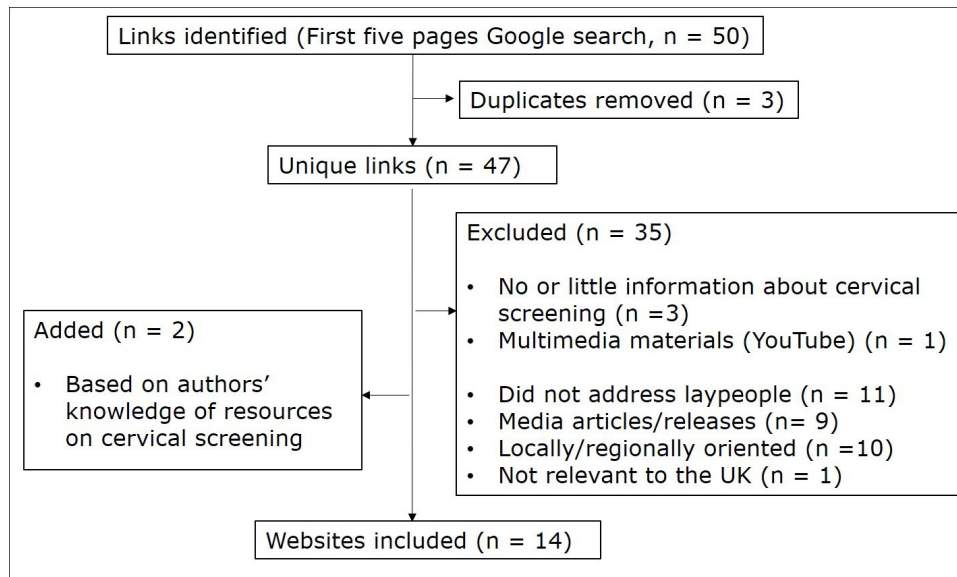 Links identified (First five pages Google search, n = 50)
Duplicates removed (n = 3)
Unique links (n = 47)
Excluded (n = 35)
• No or little information about cervical
screening (n =3)
• Multimedia materials (YouTube) (n = 1)
• Did not address laypeople (n = 11)
• Media articles/releases (n= 9)
• Locally/regionally oriented (n =10)
• Not relevant to the UK (n = 1)
Added (n = 2)
• Based on authors’
knowledge of resources
on cervical screening
Websites included (n = 14)